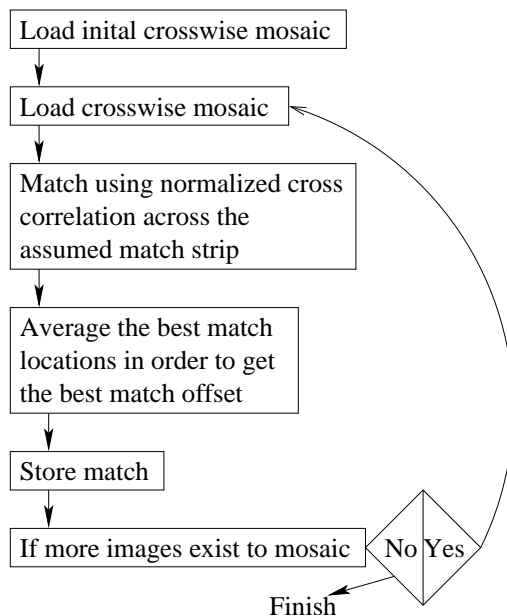 Load inital crosswise mosaic
Load crosswise mosaic
Match using normalized cross
correlation across the
assumed match strip
Average the best match
locations in order to get
the best match offset
Store match
If more images exist to mosaic
No Yes
Finish